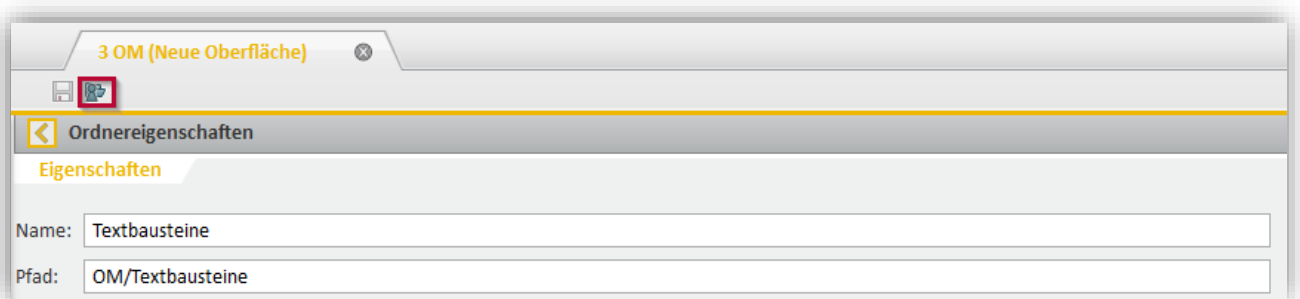 3 OM (Neue Oberfläche)
Ordnereigenschaften
Eigenschaften
Name: Textbausteine
Pfad: OM/Textbausteine